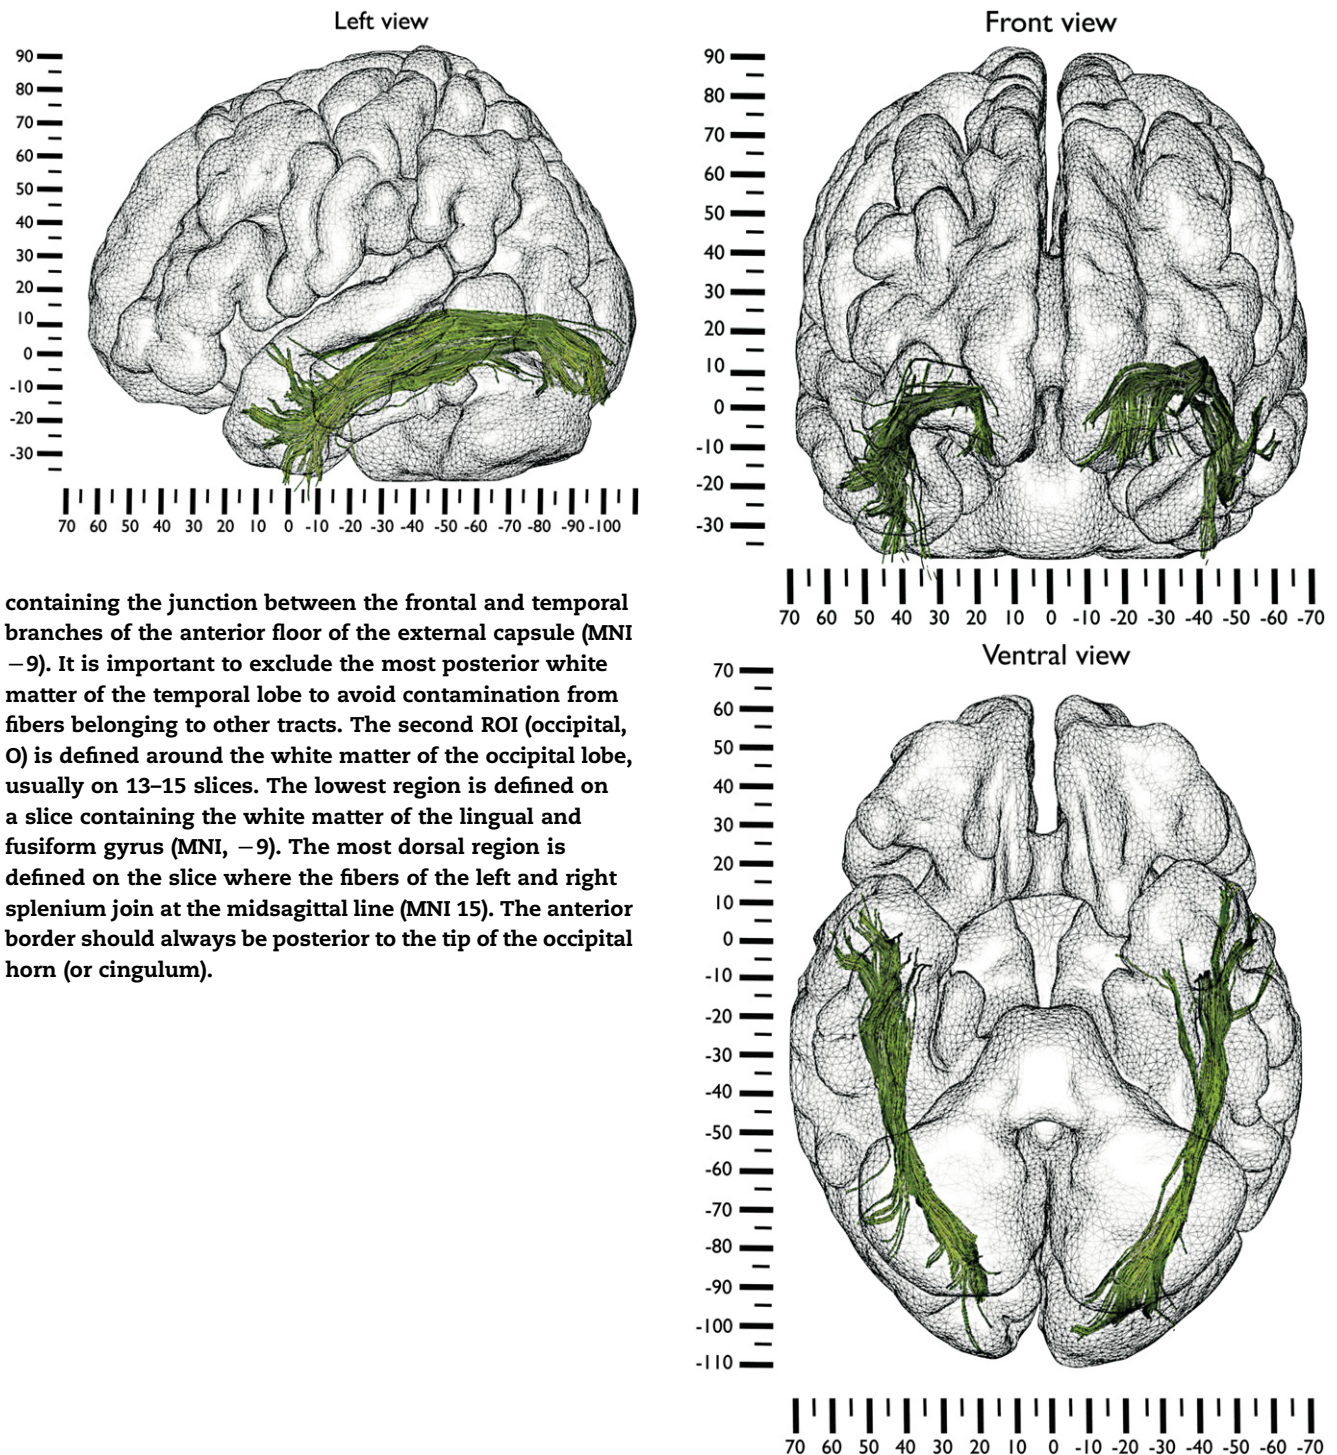 Left view
90
80
70
60
50
40
30
20
10
0
-10
-20
-30
70 60 50 40 30 20 10 0 -10 -20 -30 -40 -50 -60 -70 -80 -90 -100
containing the junction between the frontal and temporal
branches of the anterior floor of the external capsule (MNI
−9). It is important to exclude the most posterior white
matter of the temporal lobe to avoid contamination from
fibers belonging to other tracts. The second ROI (occipital,
O) is defined around the white matter of the occipital lobe,
usually on 13–15 slices. The lowest region is defined on
a slice containing the white matter of the lingual and
fusiform gyrus (MNI, −9). The most dorsal region is
defined on the slice where the fibers of the left and right
splenium join at the midsagittal line (MNI 15). The anterior
border should always be posterior to the tip of the occipital
horn (or cingulum).
Front view
90
80
70
60
50
40
30
20
10
0
-10
-20
-30
70 60 50 40 30 20 10 0 -10 -20 -30 -40 -50 -60 -70
Ventral view
70
60
50
40
30
20
10
0
-10
-20
-30
-40
-50
-60
-70
-80
-90
-100
-110
70 60 50 40 30 20 10 0 -10 -20 -30 -40 -50 -60 -70